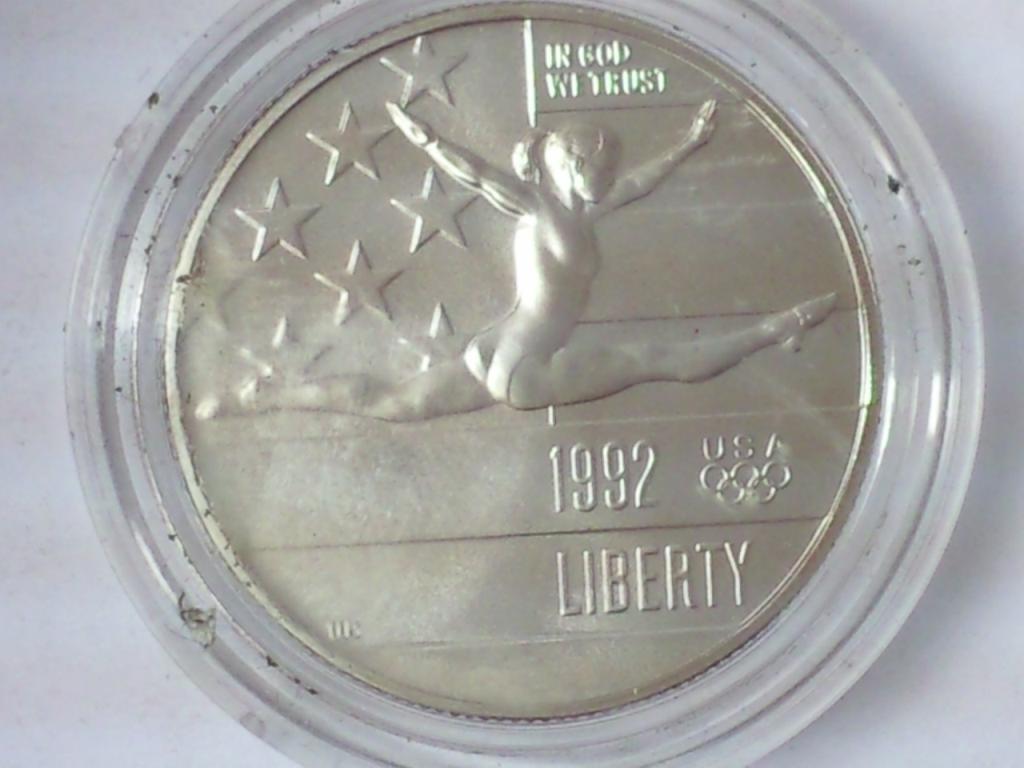 IN GOD
WE TRUST
1992 USA
LIBERTY